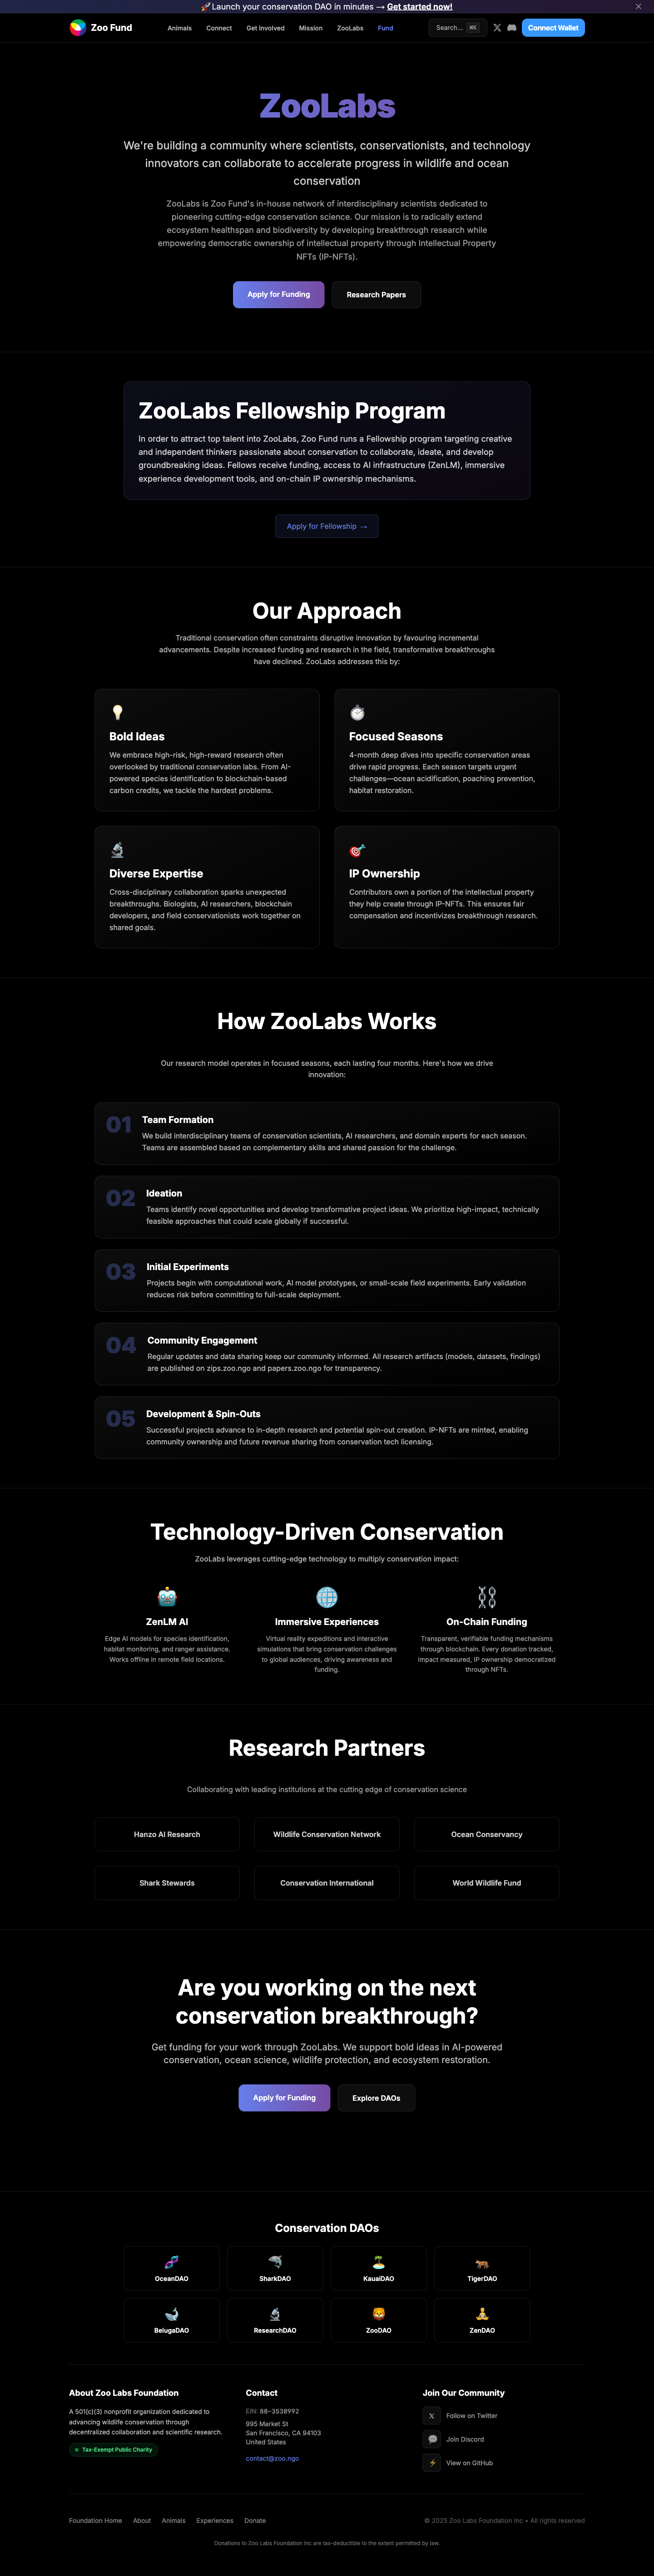 🚀 Launch your conservation DAO in minutes → Get started now!
Zoo Fund
Animals
Connect
Get Involved
Mission
ZooLabs
Fund
Search...
⌘K
Connect Wallet
ZooLabs
We're building a community where scientists, conservationists, and technology
innovators can collaborate to accelerate progress in wildlife and ocean
conservation
ZooLabs is Zoo Fund's in-house network of interdisciplinary scientists dedicated to
pioneering cutting-edge conservation science. Our mission is to radically extend
ecosystem healthspan and biodiversity by developing breakthrough research while
empowering democratic ownership of intellectual property through Intellectual Property
NFTs (IP-NFTs).
Apply for Funding
Research Papers
ZooLabs Fellowship Program
In order to attract top talent into ZooLabs, Zoo Fund runs a Fellowship program targeting creative
and independent thinkers passionate about conservation to collaborate, ideate, and develop
groundbreaking ideas. Fellows receive funding, access to AI infrastructure (ZenLM), immersive
experience development tools, and on-chain IP ownership mechanisms.
Apply for Fellowship →
Our Approach
Traditional conservation often constrains disruptive innovation by favouring incremental
advancements. Despite increased funding and research in the field, transformative breakthroughs
have declined. ZooLabs addresses this by:
Bold Ideas
We embrace high-risk, high-reward research often
overlooked by traditional conservation labs. From AI-
powered species identification to blockchain-based
carbon credits, we tackle the hardest problems.
Focused Seasons
4-month deep dives into specific conservation areas
drive rapid progress. Each season targets urgent
challenges—ocean acidification, poaching prevention,
habitat restoration.
Diverse Expertise
Cross-disciplinary collaboration sparks unexpected
breakthroughs. Biologists, AI researchers, blockchain
developers, and field conservationists work together on
shared goals.
IP Ownership
Contributors own a portion of the intellectual property
they help create through IP-NFTs. This ensures fair
compensation and incentivizes breakthrough research.
How ZooLabs Works
Our research model operates in focused seasons, each lasting four months. Here's how we drive
innovation:
01
Team Formation
We build interdisciplinary teams of conservation scientists, AI researchers, and domain experts for each season.
Teams are assembled based on complementary skills and shared passion for the challenge.
02
Ideation
Teams identify novel opportunities and develop transformative project ideas. We prioritize high-impact, technically
feasible approaches that could scale globally if successful.
03
Initial Experiments
Projects begin with computational work, AI model prototypes, or small-scale field experiments. Early validation
reduces risk before committing to full-scale deployment.
04
Community Engagement
Regular updates and data sharing keep our community informed. All research artifacts (models, datasets, findings)
are published on zips.zoo.ngo and papers.zoo.ngo for transparency.
05
Development & Spin-Outs
Successful projects advance to in-depth research and potential spin-out creation. IP-NFTs are minted, enabling
community ownership and future revenue sharing from conservation tech licensing.
Technology-Driven Conservation
ZooLabs leverages cutting-edge technology to multiply conservation impact:
ZenLM AI
Edge AI models for species identification,
habitat monitoring, and ranger assistance.
Works offline in remote field locations.
Immersive Experiences
Virtual reality expeditions and interactive
simulations that bring conservation challenges
to global audiences, driving awareness and
funding.
On-Chain Funding
Transparent, verifiable funding mechanisms
through blockchain. Every donation tracked,
impact measured, IP ownership democratized
through NFTs.
Research Partners
Collaborating with leading institutions at the cutting edge of conservation science
Hanzo AI Research
Wildlife Conservation Network
Ocean Conservancy
Shark Stewards
Conservation International
World Wildlife Fund
Are you working on the next
conservation breakthrough?
Get funding for your work through ZooLabs. We support bold ideas in AI-powered
conservation, ocean science, wildlife protection, and ecosystem restoration.
Apply for Funding
Explore DAOs
Conservation DAOs
OceanDAO
SharkDAO
KauaiDAO
TigerDAO
BelugaDAO
ResearchDAO
ZooDAO
ZenDAO
About Zoo Labs Foundation
A 501(c)(3) nonprofit organization dedicated to
advancing wildlife conservation through
decentralized collaboration and scientific research.
Tax-Exempt Public Charity
Contact
EIN: 88-3538992
995 Market St
San Francisco, CA 94103
United States
contact@zoo.ngo
Join Our Community
Follow on Twitter
Join Discord
View on GitHub
Foundation Home
About
Animals
Experiences
Donate
© 2025 Zoo Labs Foundation Inc • All rights reserved
Donations to Zoo Labs Foundation Inc are tax-deductible to the extent permitted by law.